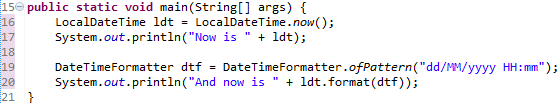 15 public static void main(String[] args) {
16 LocalDateTime ldt = LocalDateTime.now();
17 System.out.println("Now is " + ldt);
18
19 DateTimeFormatter dtf = DateTimeFormatter.ofPattern("dd/MM/yyyy HH:mm");
20 System.out.println("And now is " + ldt.format(dtf));
21 }